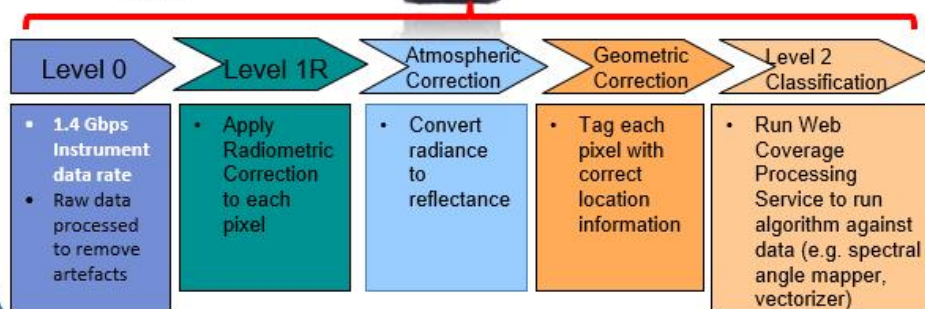 Level 0
Level 1R
Atmospheric
Correction
Geometric
Correction
Level 2
Classification
• 1.4 Gbps
Instrument
data rate
• Raw data
processed
to remove
artefacts
• Apply
Radiometric
Correction
to each
pixel
• Convert
radiance
to
reflectance
• Tag each
pixel with
correct
location
information
• Run Web
Coverage
Processing
Service to run
algorithm against
data (e.g. spectral
angle mapper,
vectorizer)